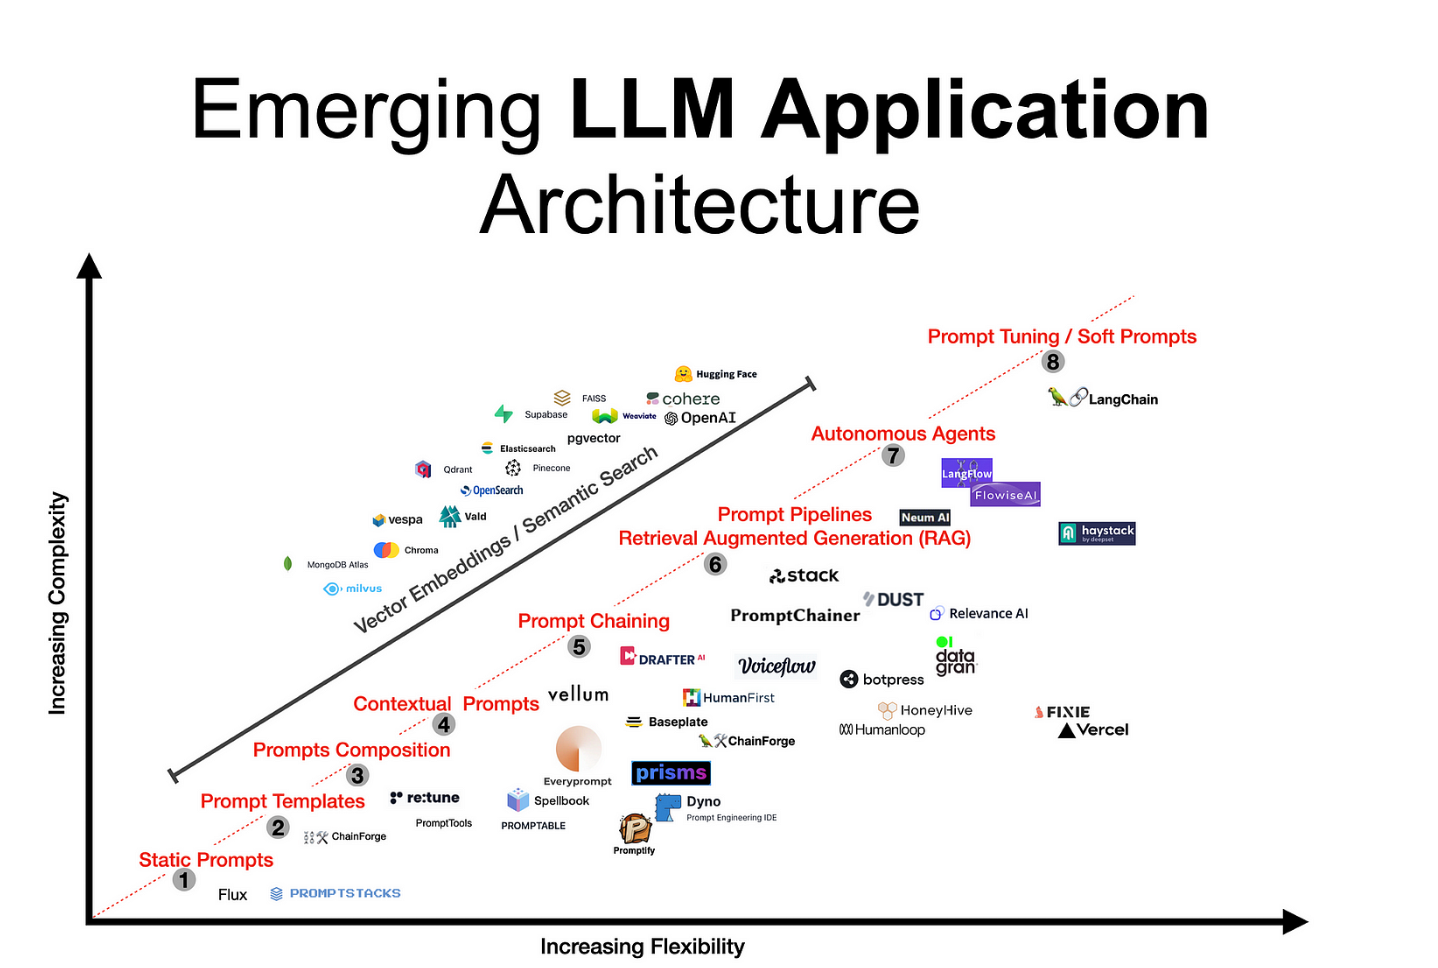 Emerging LLM Application
Architecture
Increasing Complexity
Prompt Tuning / Soft Prompts
8
LangChain
Hugging Face
FAISS
cohere
Supabase
Weaviate
OpenAI
pgvector
Elasticsearch
Qdrant
Pinecone
OpenSearch
vespa
Vald
Chroma
MongoDB Atlas
milvus
Vector Embeddings / Semantic Search
Autonomous Agents
7
LangFlow
FlowiseAI
Neum AI
haystack
by deepset
Prompt Pipelines
Retrieval Augmented Generation (RAG)
6
stack
DUST
PromptChainer
Relevance AI
Prompt Chaining
5
DRAFTER AI
Voiceflow
data
gran
botpress
vellum
HumanFirst
HoneyHive
FIXIE
Baseplate
Humanloop
Vercel
ChainForge
Contextual Prompts
4
Everyprompt
prisms
Prompts Composition
3
re:tune
Spellbook
Dyno
Prompt Engineering IDE
PromptTools
PROMPTABLE
Promptify
Prompt Templates
2
ChainForge
Static Prompts
1
Flux
PROMPTSTACKS
Increasing Flexibility